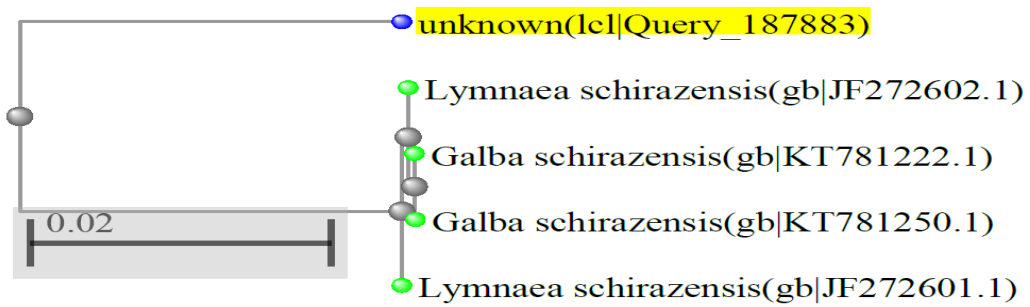 unknown(lcl|Query_187883)
Lymnaea schirazensis(gb|JF272602.1)
Galba schirazensis(gb|KT781222.1)
0.02
Galba schirazensis(gb|KT781250.1)
Lymnaea schirazensis(gb|JF272601.1)